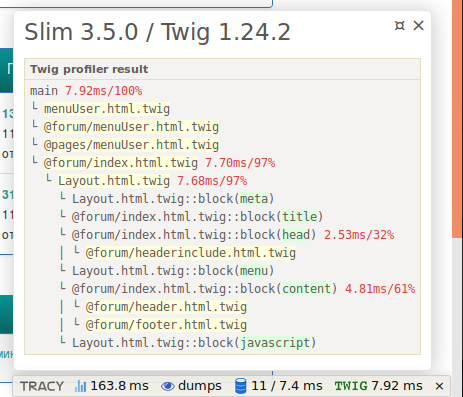 Slim 3.5.0 / Twig 1.24.2
¤ ×
Twig profiler result
main 7.92ms/100%
└ menuUser.html.twig
└ @forum/menuUser.html.twig
└ @pages/menuUser.html.twig
└ @forum/index.html.twig 7.70ms/97%
└ Layout.html.twig 7.68ms/97%
└ Layout.html.twig::block(meta)
└ @forum/index.html.twig::block(title)
└ @forum/index.html.twig::block(head) 2.53ms/32%
│ └ @forum/headerinclude.html.twig
└ Layout.html.twig::block(menu)
└ @forum/index.html.twig::block(content) 4.81ms/61%
│ └ @forum/header.html.twig
│ └ @forum/footer.html.twig
└ Layout.html.twig::block(javascript)
TRACY 163.8 ms dumps 11 / 7.4 ms TWIG 7.92 ms ×